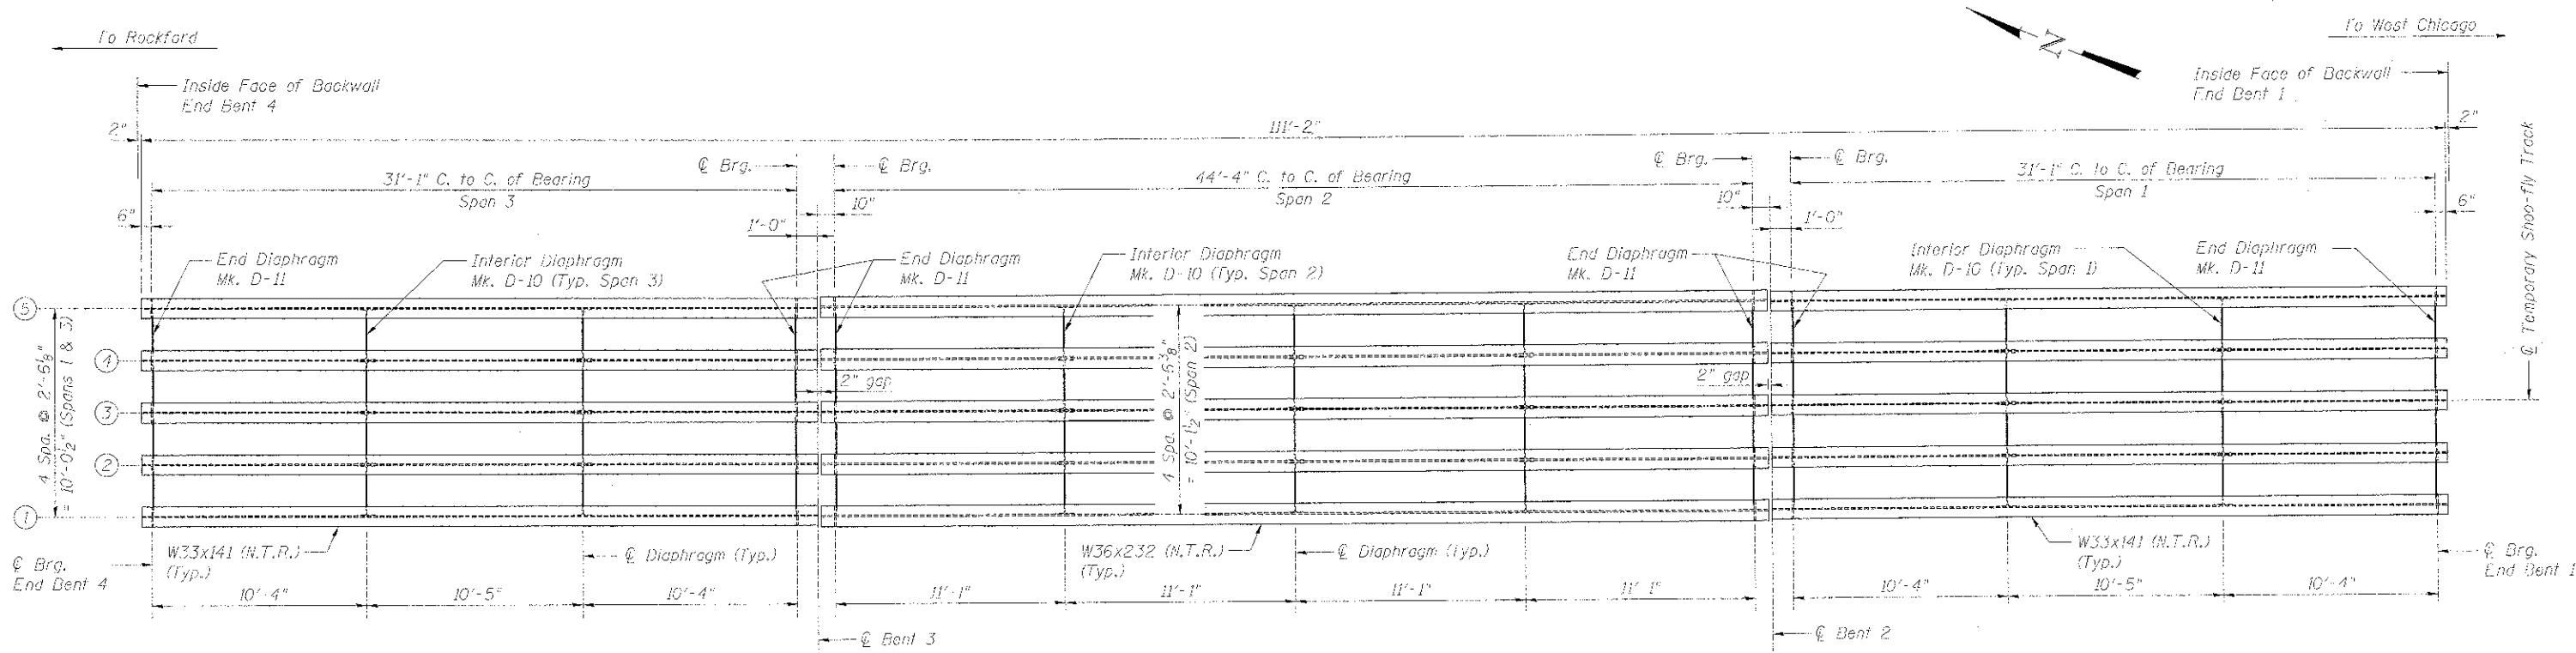 To Rockford
To West Chicago
N
Inside Face of Backwall
End Bent 4
Inside Face of Backwall
End Bent 1
2"
111'-2"
2"
℄ Brg.
℄ Brg.
℄ Brg.
℄ Brg.
31'-1" C. to C. of Bearing
Span 3
44'-4" C. to C. of Bearing
Span 2
31'-1" C. to C. of Bearing
Span 1
6"
1'-0"
10"
10"
1'-0"
6"
℄ Temporary Shoo-fly Track
End Diaphragm
Mk. D-11
Interior Diaphragm
Mk. D-10 (Typ. Span 3)
End Diaphragm
Mk. D-11
Interior Diaphragm
Mk. D-10 (Typ. Span 2)
End Diaphragm
Mk. D-11
Interior Diaphragm
Mk. D-10 (Typ. Span 1)
End Diaphragm
Mk. D-11
5
4
3
2
1
4 Spa. @ 2'-6⅛"
= 10'-0½" (Spans 1 & 3)
2" gap
4 Spa. @ 2'-6⅜"
= 10'-1½" (Span 2)
2" gap
W33x141 (N.T.R.)
(Typ.)
℄ Diaphragm (Typ.)
W36x232 (N.T.R.)
(Typ.)
℄ Diaphragm (Typ.)
W33x141 (N.T.R.)
(Typ.)
℄ Brg.
End Bent 4
℄ Brg.
End Bent 1
10'-4"
10'-5"
10'-4"
11'-1"
11'-1"
11'-1"
11'-1"
10'-4"
10'-5"
10'-4"
℄ Bent 3
℄ Bent 2